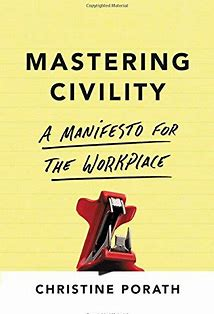 MASTERING
CIVILITY
A MANIFESTO FOR
THE WORKPLACE
CHRISTINE PORATH